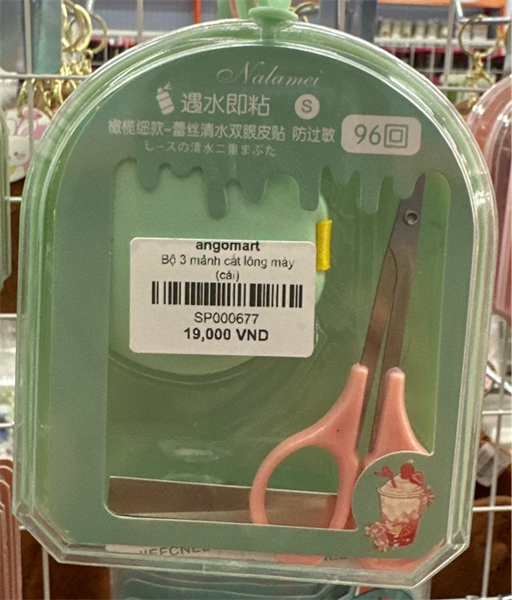 Nalamei
遇水即粘 S
橄榄细款-蕾丝清水双眼皮贴 防过敏 96回
レースの清水二重まぶた
angomart
Bộ 3 mảnh cắt lông mày
(cái)
SP000677
19,000 VND